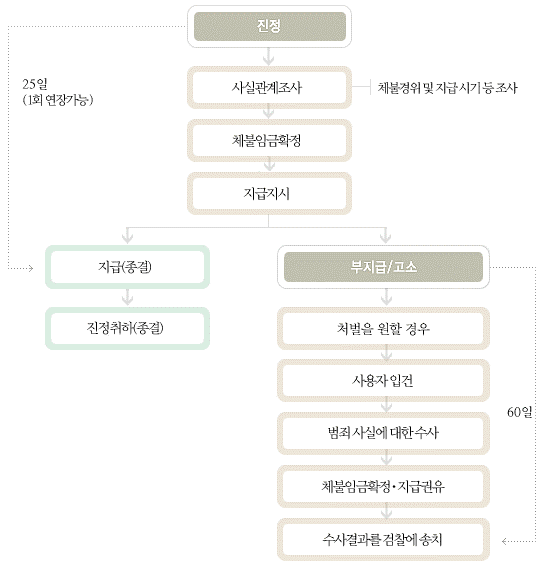 진정
25일
(1회 연장가능)
사실관계조사
체불경위 및 지급 시기 등 조사
체불임금확정
지급지시
지급(종결)
부지급/고소
진정취하(종결)
처벌을 원할 경우
사용자 입건
60일
범죄 사실에 대한 수사
체불임금확정·지급권유
수사결과를 검찰에 송치